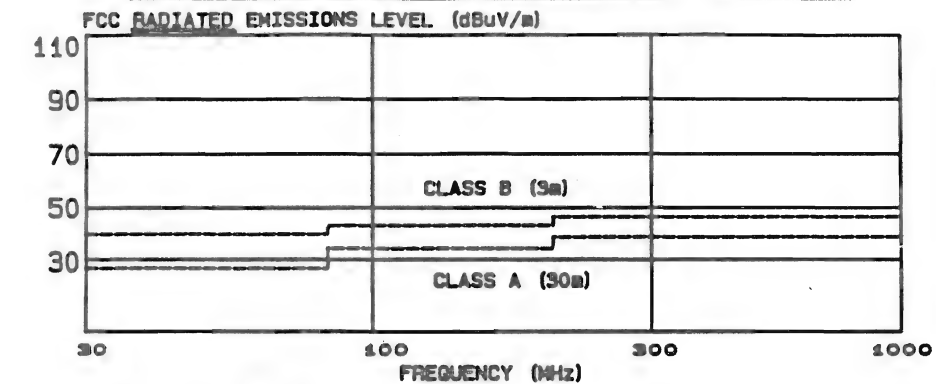 FCC RADIATED EMISSIONS LEVEL (dBuV/m)
110
90
70
CLASS B (3m)
50
30
CLASS A (30m)
30 100 300 1000
FREQUENCY (MHz)